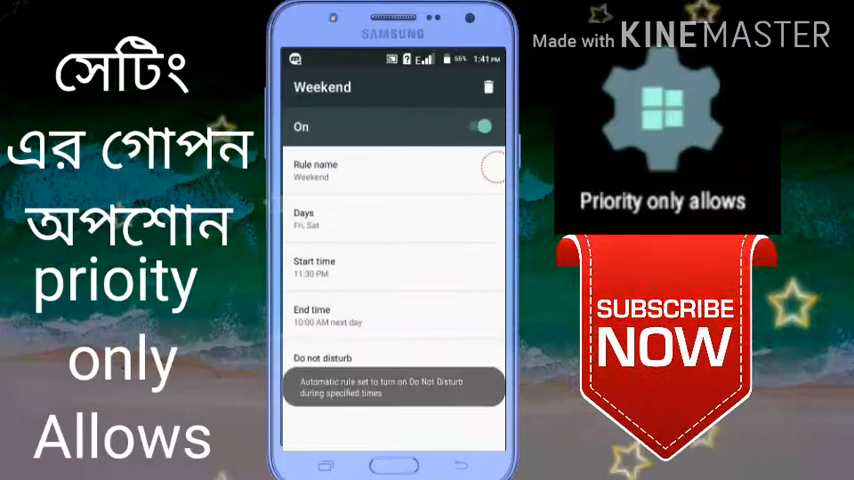 সেটিং
এর গোপন
অপশোন
prioity
only
Allows
SAMSUNG
55% 1:41 PM
Weekend
On
Rule name
Weekend
Days
Fri, Sat
Start time
11:30 PM
End time
10:00 AM next day
Do not disturb
Automatic rule set to turn on Do Not Disturb
during specified times
Made with KINEMASTER
Priority only allows
SUBSCRIBE
NOW